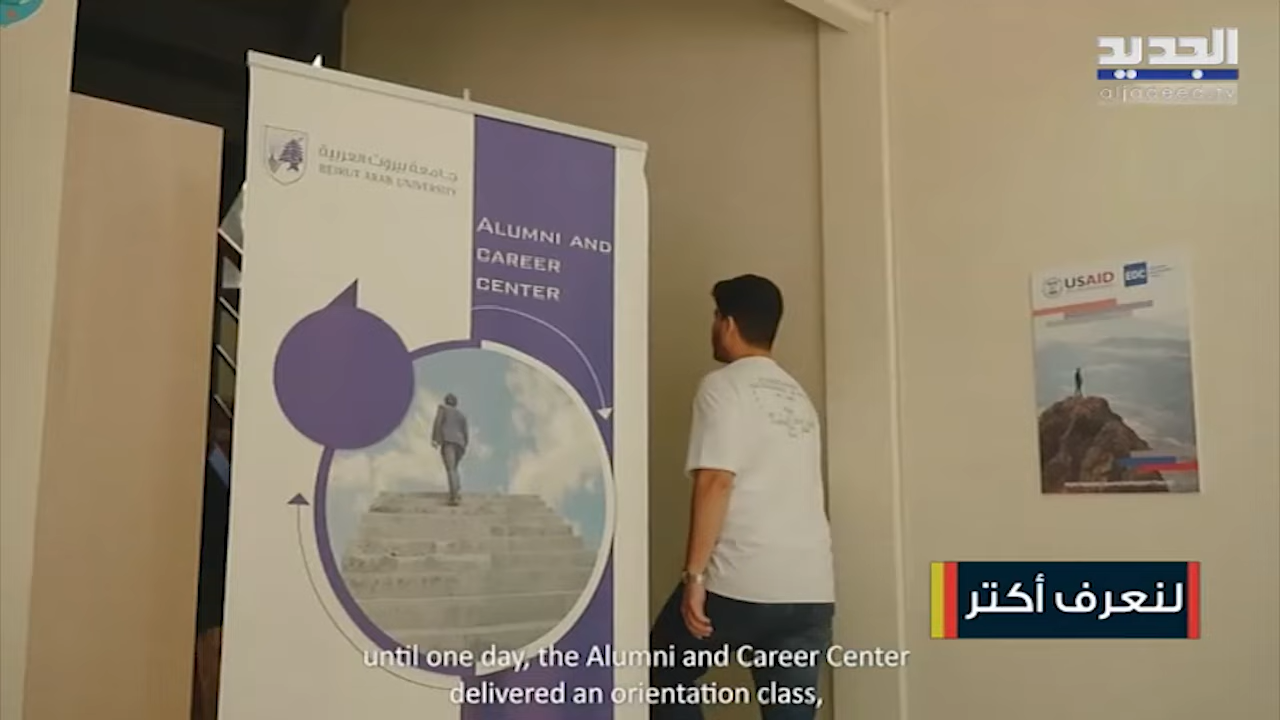 الجديد
aljadeed.tv
جامعة بيروت العربية
BEIRUT ARAB UNIVERSITY
ALUMNI AND
CAREER
CENTER
USAID
EDC
لنعرف أكتر
until one day, the Alumni and Career Center
delivered an orientation class,